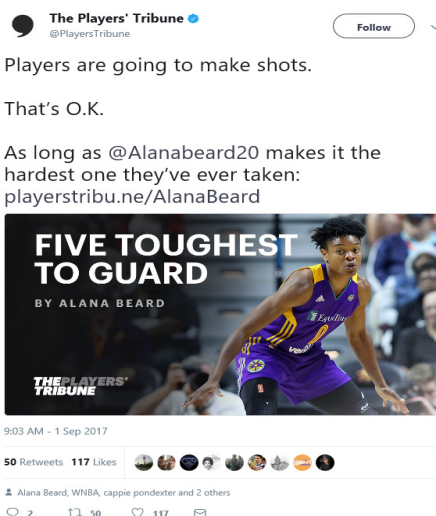 The Players' Tribune
@PlayersTribune
Follow
Players are going to make shots.
That's O.K.
As long as @Alanabeard20 makes it the
hardest one they've ever taken:
playerstribu.ne/AlanaBeard
FIVE TOUGHEST
TO GUARD
BY ALANA BEARD
THE PLAYERS'
TRIBUNE
9:03 AM - 1 Sep 2017
50 Retweets 117 Likes
Alana Beard, WNBA, cappie pondexter and 2 others
2 50 117